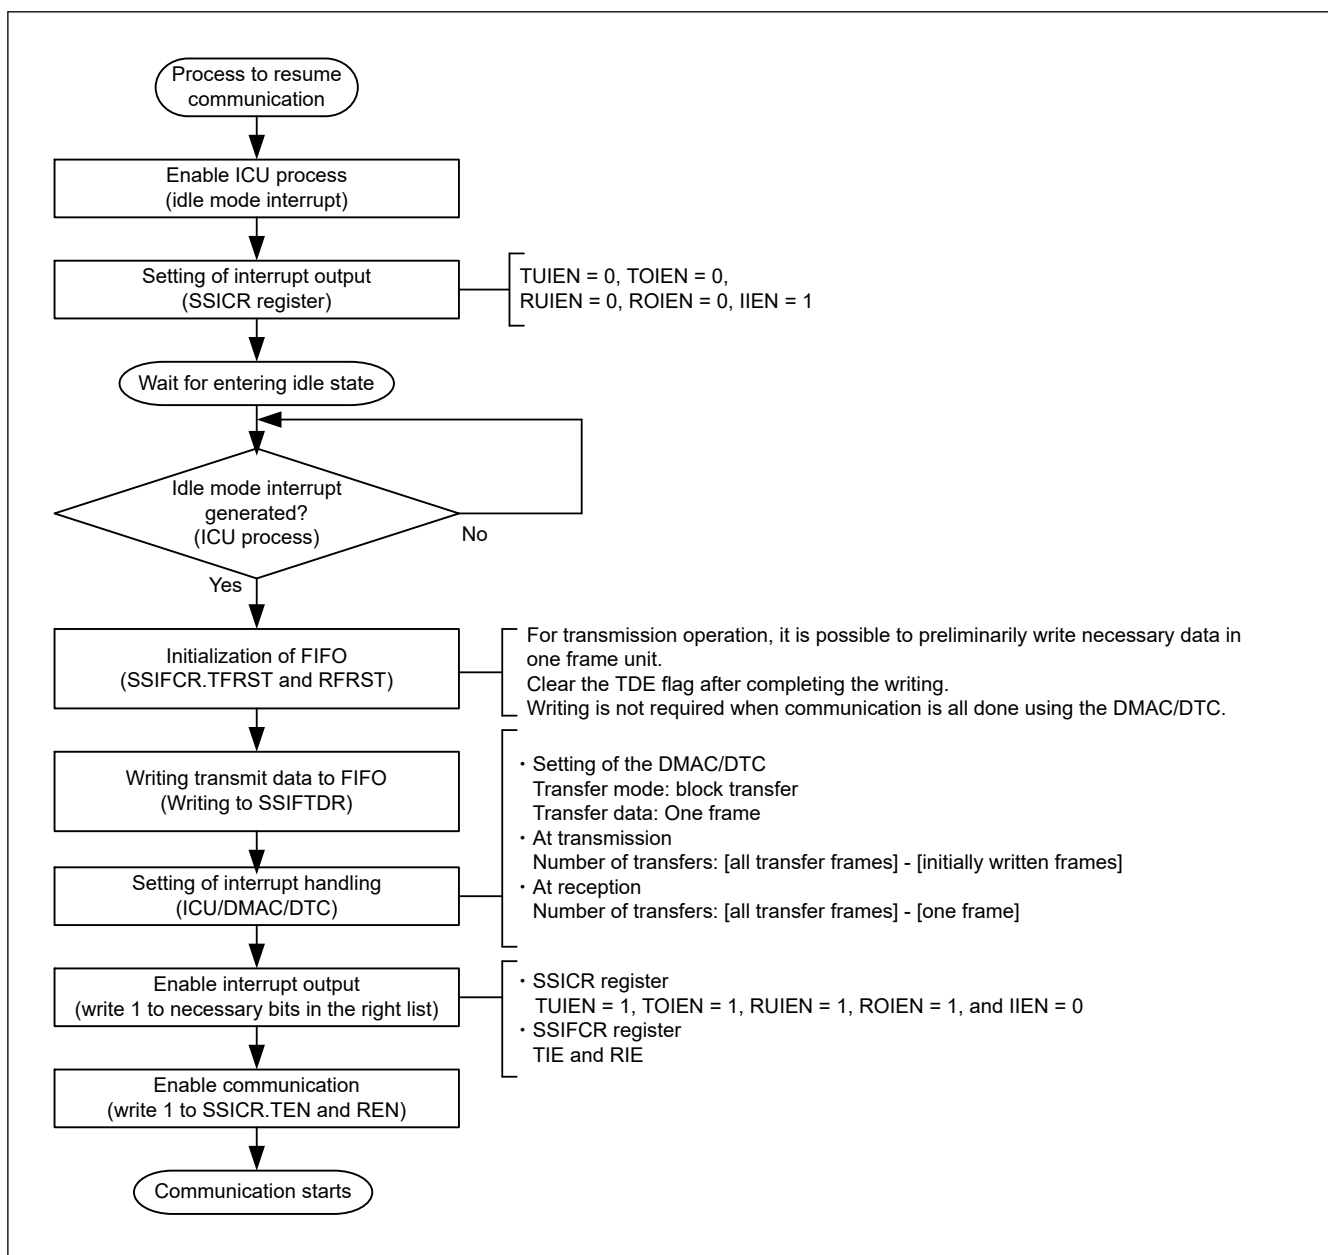 Process to resume
communication
Enable ICU process
(idle mode interrupt)
Setting of interrupt output
(SSICR register)
TUIEN = 0, TOIEN = 0,
RUIEN = 0, ROIEN = 0, IIEN = 1
Wait for entering idle state
Idle mode interrupt
generated?
(ICU process)
No
Yes
Initialization of FIFO
(SSIFCR.TFRST and RFRST)
For transmission operation, it is possible to preliminarily write necessary data in
one frame unit.
Clear the TDE flag after completing the writing.
Writing is not required when communication is all done using the DMAC/DTC.
Writing transmit data to FIFO
(Writing to SSIFTDR)
・Setting of the DMAC/DTC
Transfer mode: block transfer
Transfer data: One frame
・At transmission
Number of transfers: [all transfer frames] - [initially written frames]
・At reception
Number of transfers: [all transfer frames] - [one frame]
Setting of interrupt handling
(ICU/DMAC/DTC)
Enable interrupt output
(write 1 to necessary bits in the right list)
・SSICR register
TUIEN = 1, TOIEN = 1, RUIEN = 1, ROIEN = 1, and IIEN = 0
・SSIFCR register
TIE and RIE
Enable communication
(write 1 to SSICR.TEN and REN)
Communication starts